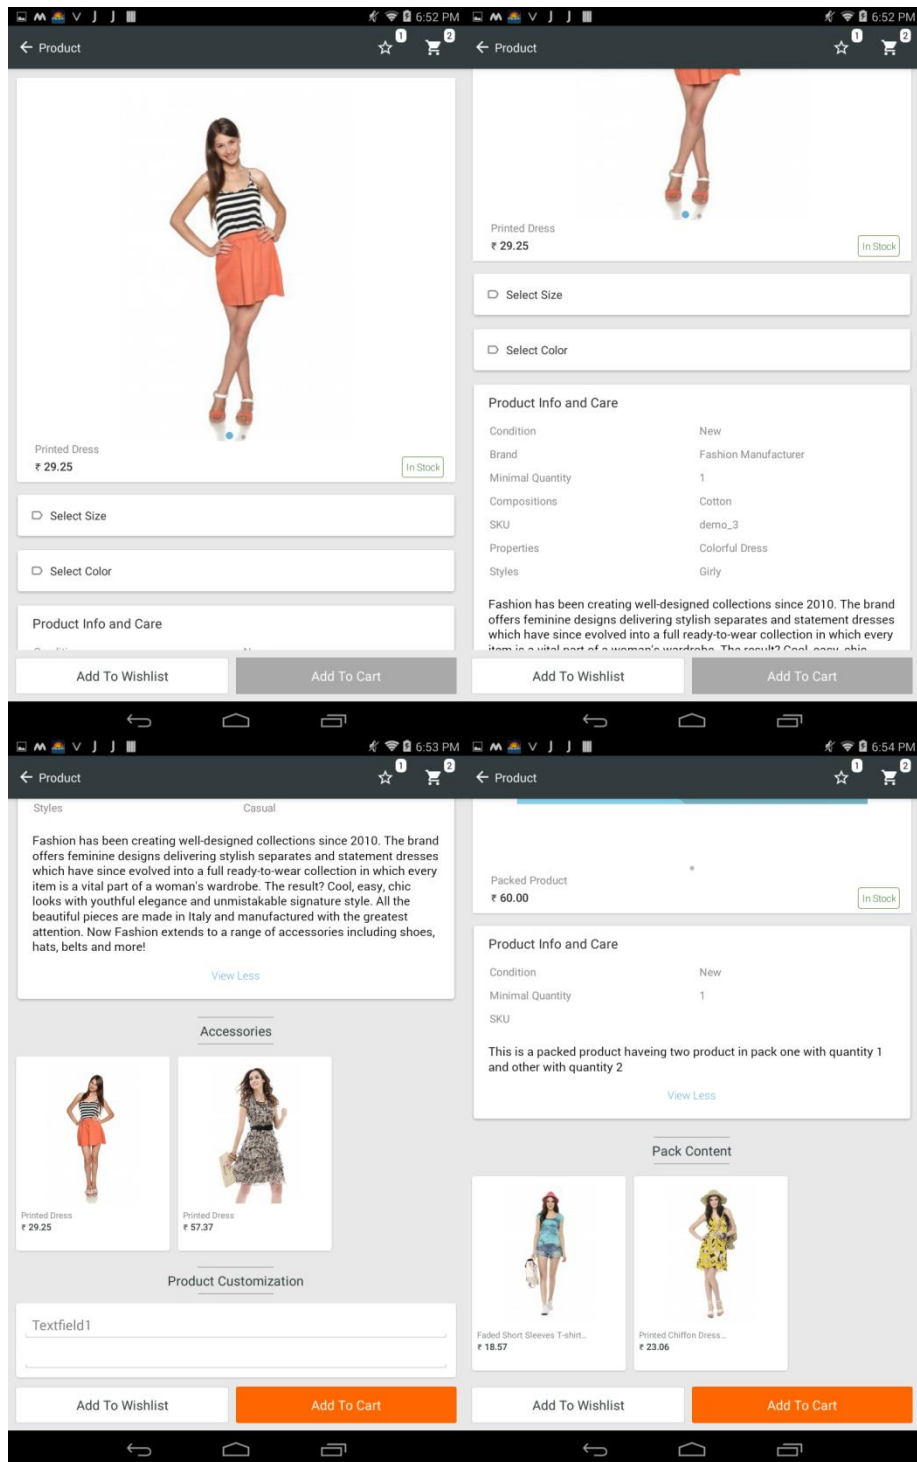 6:52 PM
Product
1
2
Printed Dress
₹ 29.25
In Stock
Select Size
Select Color
Product Info and Care
Add To Wishlist
Add To Cart
6:52 PM
Product
1
2
Printed Dress
₹ 29.25
In Stock
Select Size
Select Color
Product Info and Care
Condition New
Brand Fashion Manufacturer
Minimal Quantity 1
Compositions Cotton
SKU demo_3
Properties Colorful Dress
Styles Girly
Fashion has been creating well-designed collections since 2010. The brand
offers feminine designs delivering stylish separates and statement dresses
which have since evolved into a full ready-to-wear collection in which every
item is a vital part of a woman's wardrobe. The result? Cool, easy, chic
Add To Wishlist
Add To Cart
6:53 PM
Product
1
2
Styles Casual
Fashion has been creating well-designed collections since 2010. The brand
offers feminine designs delivering stylish separates and statement dresses
which have since evolved into a full ready-to-wear collection in which every
item is a vital part of a woman's wardrobe. The result? Cool, easy, chic
looks with youthful elegance and unmistakable signature style. All the
beautiful pieces are made in Italy and manufactured with the greatest
attention. Now Fashion extends to a range of accessories including shoes,
hats, belts and more!
View Less
Accessories
Printed Dress
₹ 29.25
Printed Dress
₹ 57.37
Product Customization
Textfield1
Add To Wishlist
Add To Cart
6:54 PM
Product
1
2
Packed Product
₹ 60.00
In Stock
Product Info and Care
Condition New
Minimal Quantity 1
SKU
This is a packed product haveing two product in pack one with quantity 1
and other with quantity 2
View Less
Pack Content
Faded Short Sleeves T-shirt...
₹ 18.57
Printed Chiffon Dress...
₹ 23.06
Add To Wishlist
Add To Cart